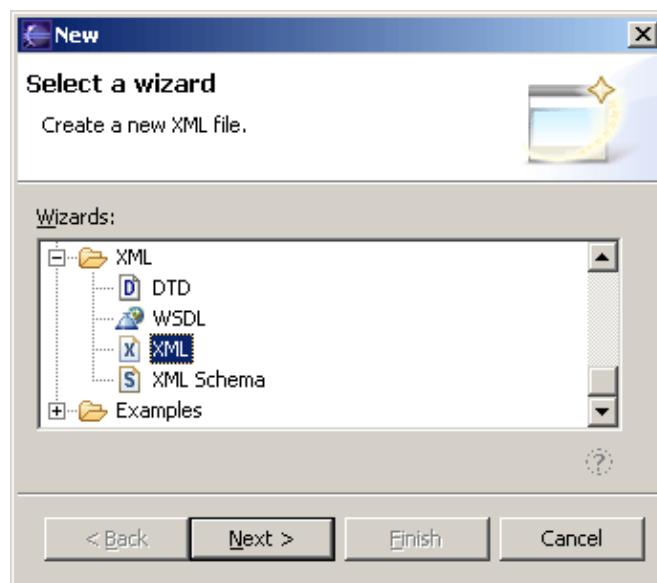 New
Select a wizard
Create a new XML file.
Wizards:
XML
DTD
WSDL
XML
XML Schema
Examples
< Back Next > Finish Cancel